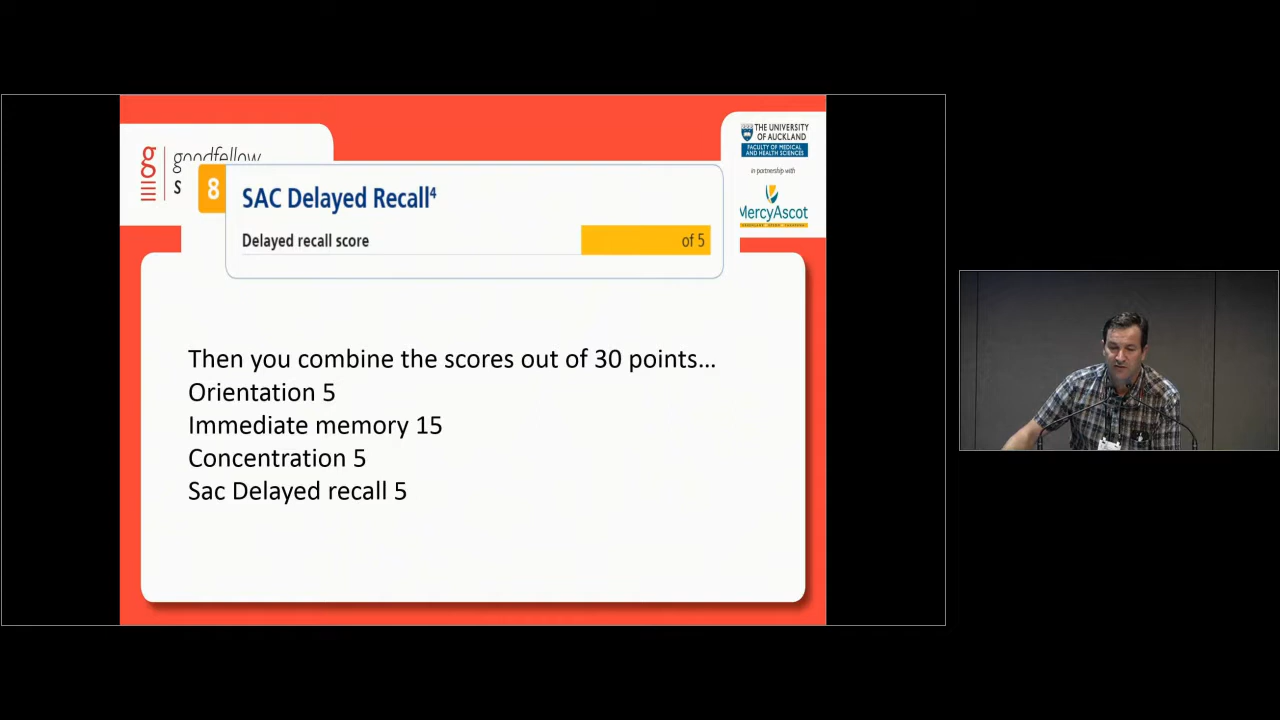 goodfellow
S
8
SAC Delayed Recall4
Delayed recall score
of 5
THE UNIVERSITY
OF AUCKLAND
FACULTY OF MEDICAL
AND HEALTH SCIENCES
in partnership with
MercyAscot
Then you combine the scores out of 30 points...
Orientation 5
Immediate memory 15
Concentration 5
Sac Delayed recall 5